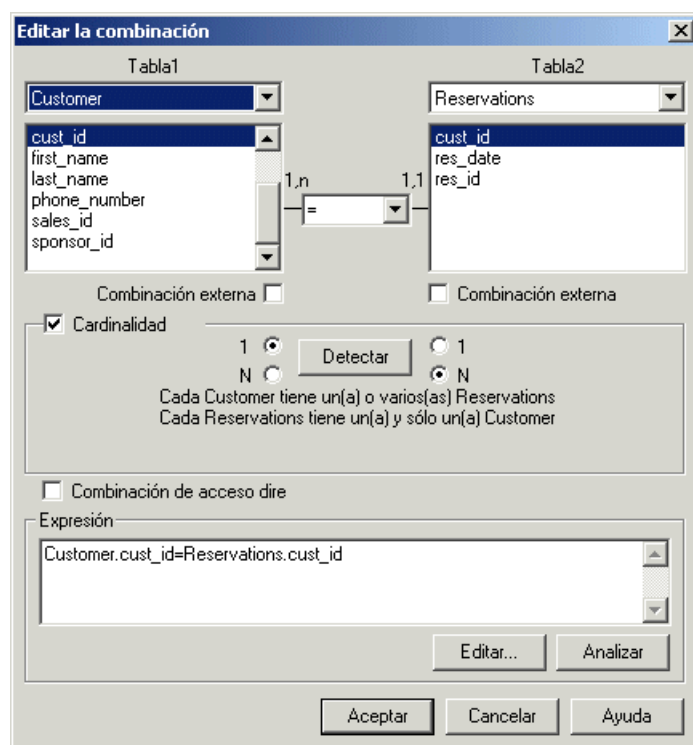 Editar la combinación
Tabla1 Tabla2
Customer Reservations
cust_id cust_id
first_name res_date
last_name res_id
phone_number
sales_id
sponsor_id
1,n = 1,1
Combinación externa Combinación externa
Cardinalidad
1 Detectar 1
N N
Cada Customer tiene un(a) o varios(as) Reservations
Cada Reservations tiene un(a) y sólo un(a) Customer
Combinación de acceso dire
Expresión
Customer.cust_id=Reservations.cust_id
Editar... Analizar
Aceptar Cancelar Ayuda